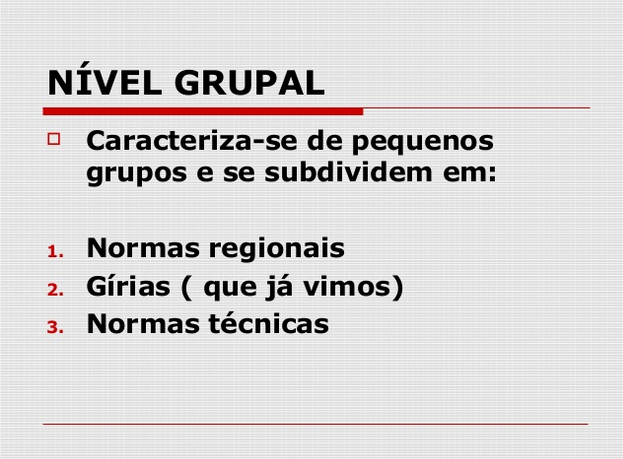 NÍVEL GRUPAL
Caracteriza-se de pequenos
grupos e se subdividem em:
1. Normas regionais
2. Gírias ( que já vimos)
3. Normas técnicas